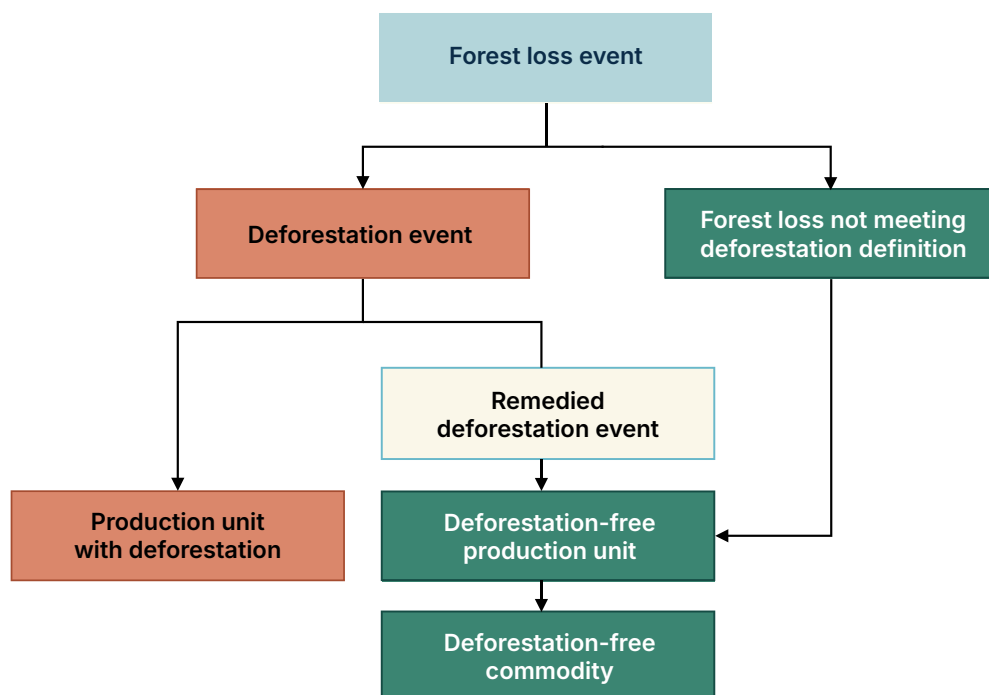 Forest loss event
Deforestation event
Forest loss not meeting
deforestation definition
Remedied
deforestation event
Production unit
with deforestation
Deforestation-free
production unit
Deforestation-free
commodity